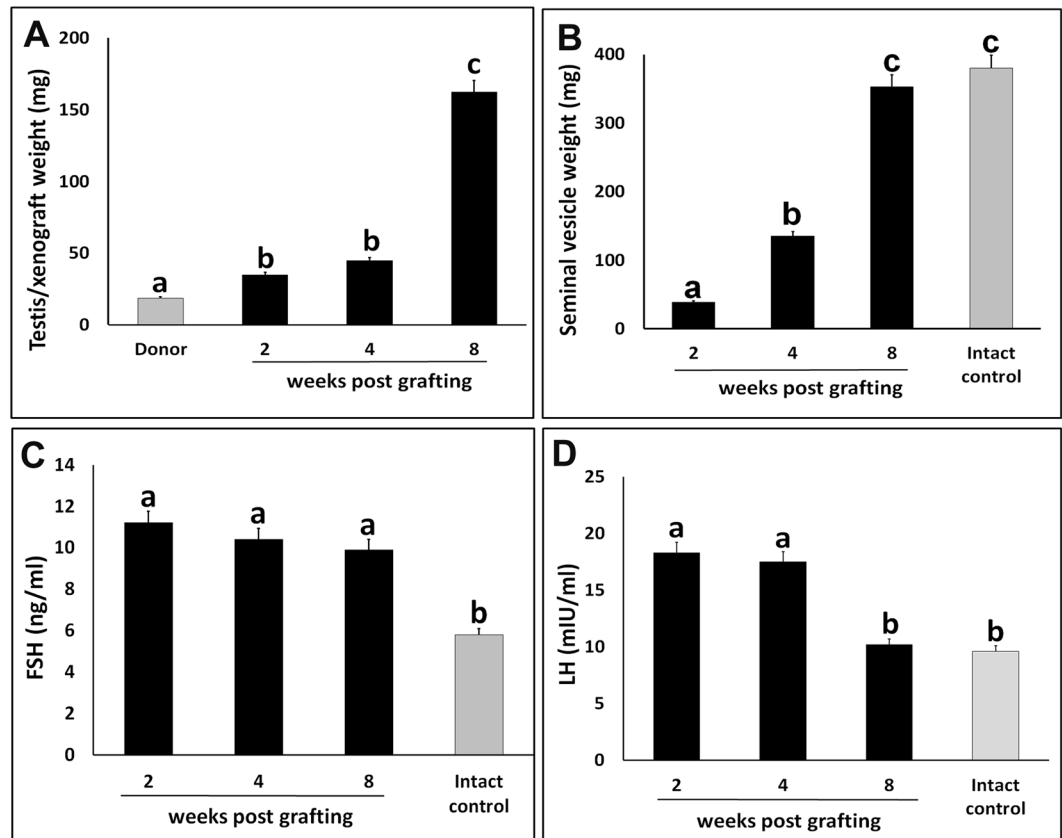 A
Testis/xenograft weight (mg)
200
150
100
50
0
a
b
b
c
Donor
2
4
8
weeks post grafting
B
Seminal vesicle weight (mg)
400
300
200
100
0
a
b
c
c
2
4
8
Intact
control
weeks post grafting
C
FSH (ng/ml)
14
12
10
8
6
4
2
0
a
a
a
b
2
4
8
Intact
control
weeks post grafting
D
LH (mIU/ml)
25
20
15
10
5
0
a
a
b
b
2
4
8
Intact
control
weeks post grafting